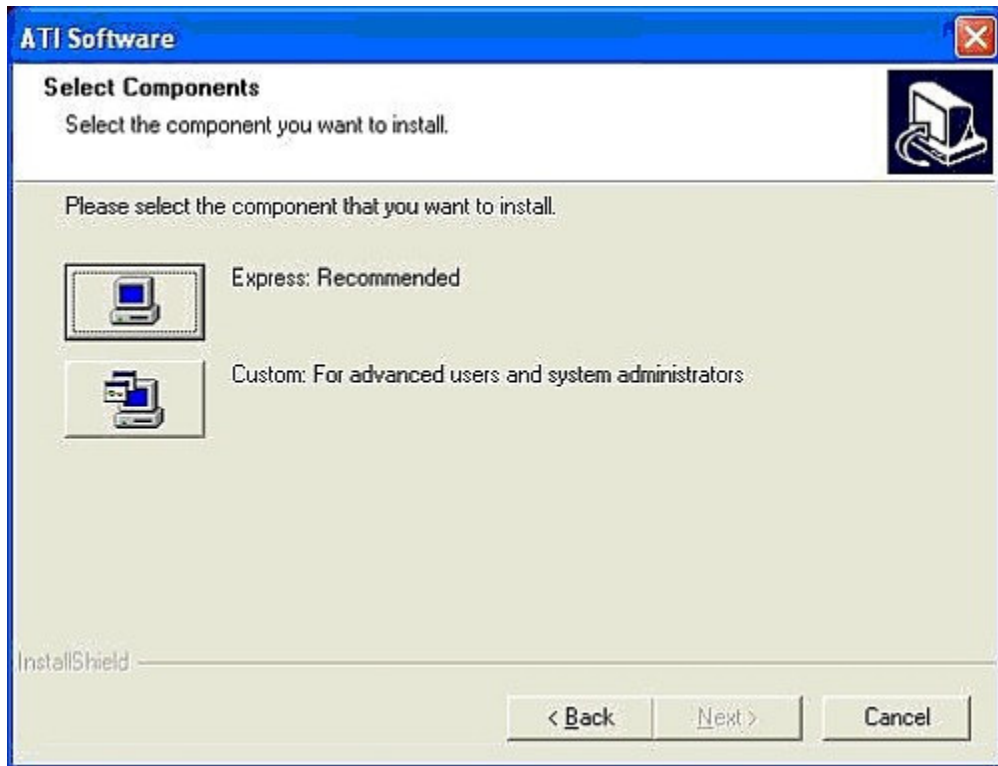 ATI Software
Select Components
Select the component you want to install.
Please select the component that you want to install.
Express: Recommended
Custom: For advanced users and system administrators
InstallShield
< Back
Next >
Cancel